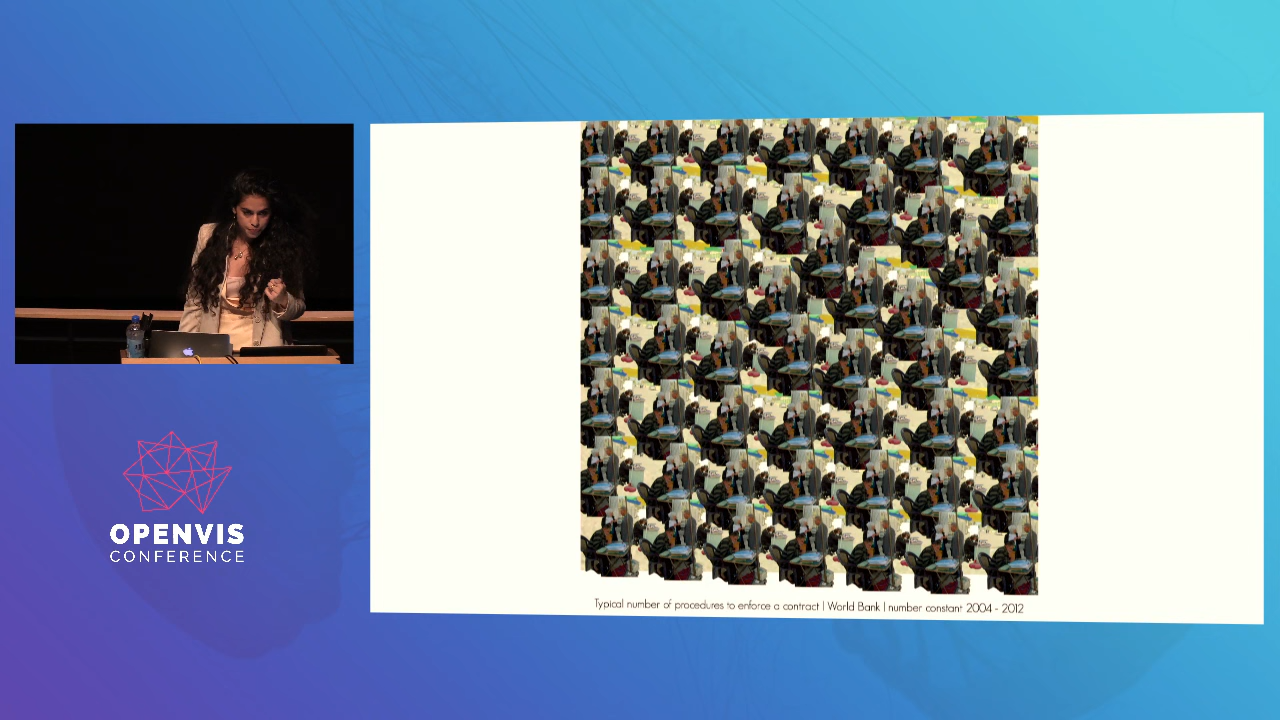 OPENVIS
CONFERENCE
Typical number of procedures to enforce a contract | World Bank | number constant 2004 - 2012